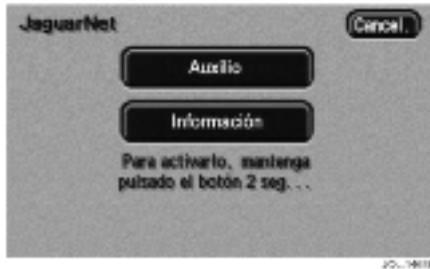 JaguarNet
Cancel.
Auxilio
Información
Para activarlo, mantenga
pulsado el botón 2 seg...